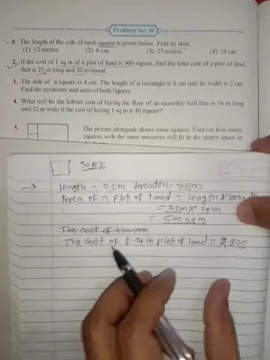 Problem Set 50
1. The length of the side of each square is given below. Find its area.
(1) 12 metres (2) 6 cm (3) 25 metres (4) 18 cm
2. If the cost of 1 sq m of a plot of land is 900 rupees, find the total cost of a plot of land
that is 25 m long and 20 m broad.
3. The side of a square is 4 cm. The length of a rectangle is 8 cm and its width is 2 cm.
Find the perimeter and area of both figures.
4. What will be the labour cost of laying the floor of an assembly hall that is 16 m long
and 12 m wide if the cost of laying 1 sq m is 80 rupees?
5. The picture alongside shows some squares. Find out how many
squares with the same measures will fit in the empty space in
length = 25m breadth = 20m
Area of a plot of land = length x breadth
= 25m x 20m
= 500 sqm
The cost of
The cost of 1 sqm plot of land = 900